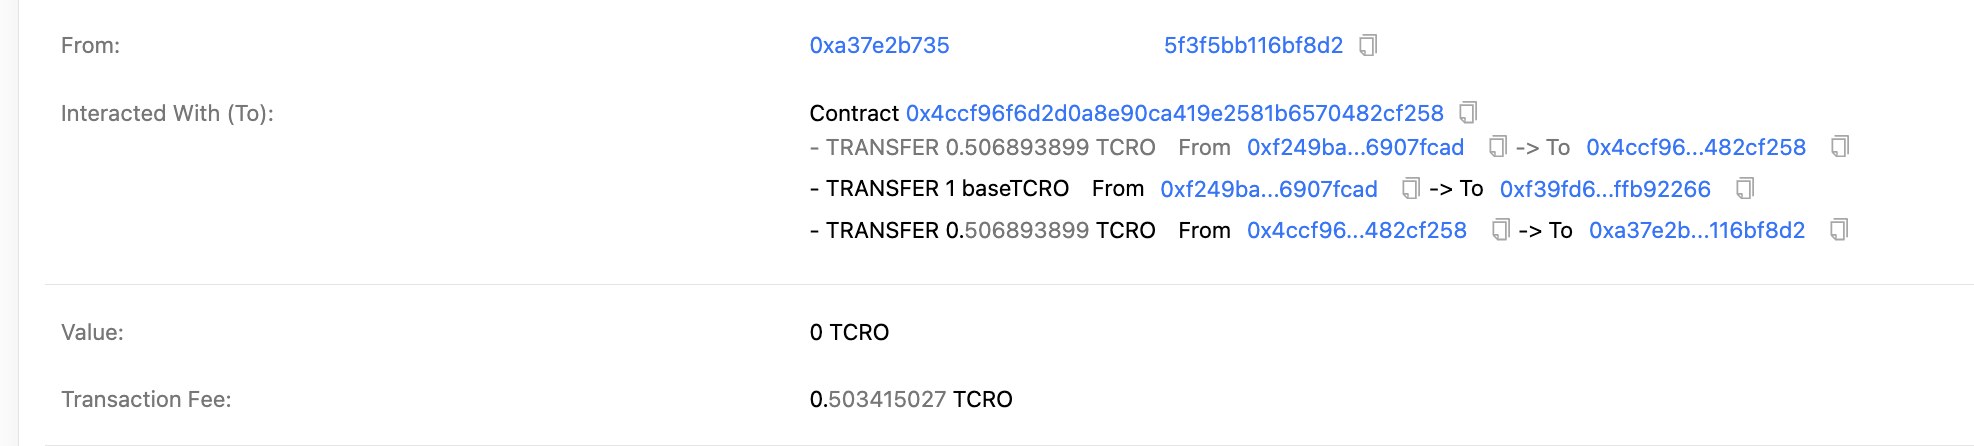 From: 0xa37e2b735 5f3f5bb116bf8d2
Interacted With (To): Contract 0x4ccf96f6d2d0a8e90ca419e2581b6570482cf258
- TRANSFER 0.506893899 TCRO From 0xf249ba...6907fcad -> To 0x4ccf96...482cf258
- TRANSFER 1 baseTCRO From 0xf249ba...6907fcad -> To 0xf39fd6...ffb92266
- TRANSFER 0.506893899 TCRO From 0x4ccf96...482cf258 -> To 0xa37e2b...116bf8d2
Value: 0 TCRO
Transaction Fee: 0.503415027 TCRO